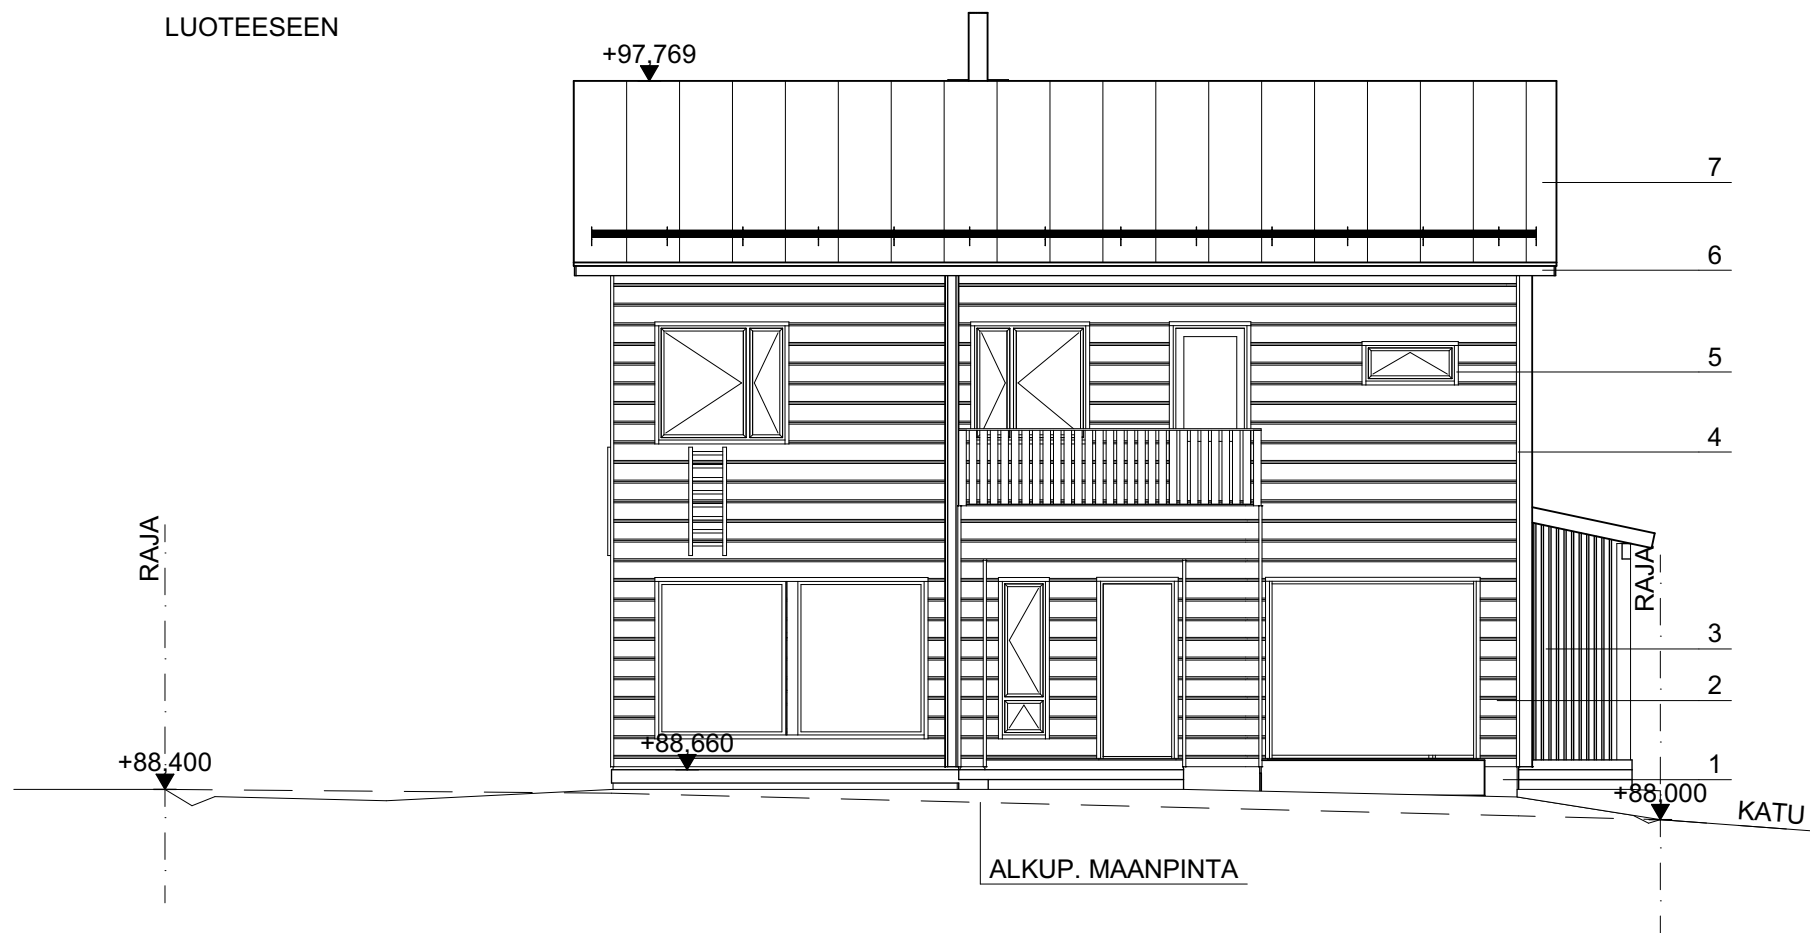 LUOTEESEEN
+97,769
7
6
5
4
RAJA
RAJA
3
2
+88,660
+88,400
1
+88,000
KATU
ALKUP. MAANPINTA